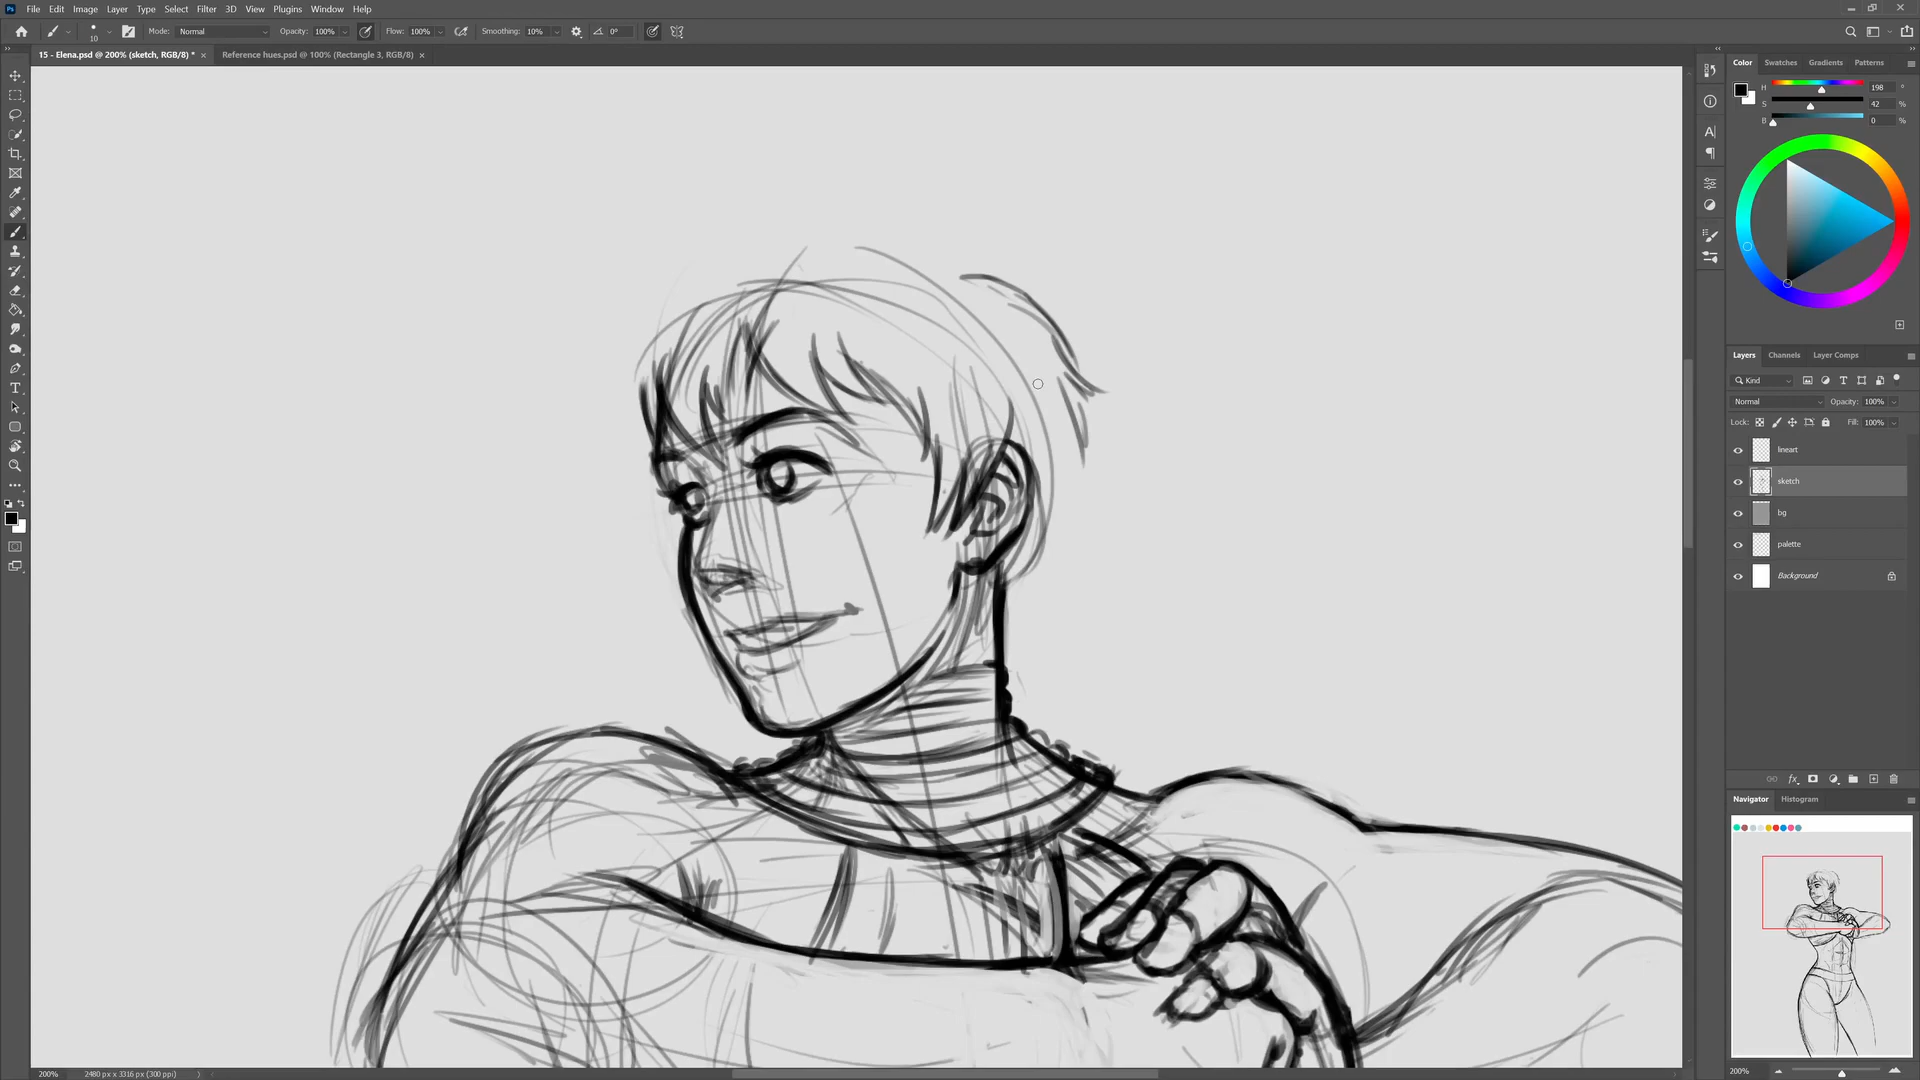 Ps File Edit Image Layer Type Select Filter 3D View Plugins Window Help
10 Mode: Normal Opacity: 100% Flow: 100% Smoothing: 10% 0°
15 - Elena.psd @ 200% (sketch, RGB/8) * × Reference hues.psd @ 100% (Rectangle 3, RGB/8) ×
Color Swatches Gradients Patterns
H 198 °
S 42 %
B 0 %
Layers Channels Layer Comps
Kind
Normal Opacity: 100%
Lock: Fill: 100%
lineart
sketch
bg
palette
Background
fx
Navigator Histogram
200%
200% 2480 px x 3316 px (300 ppi)